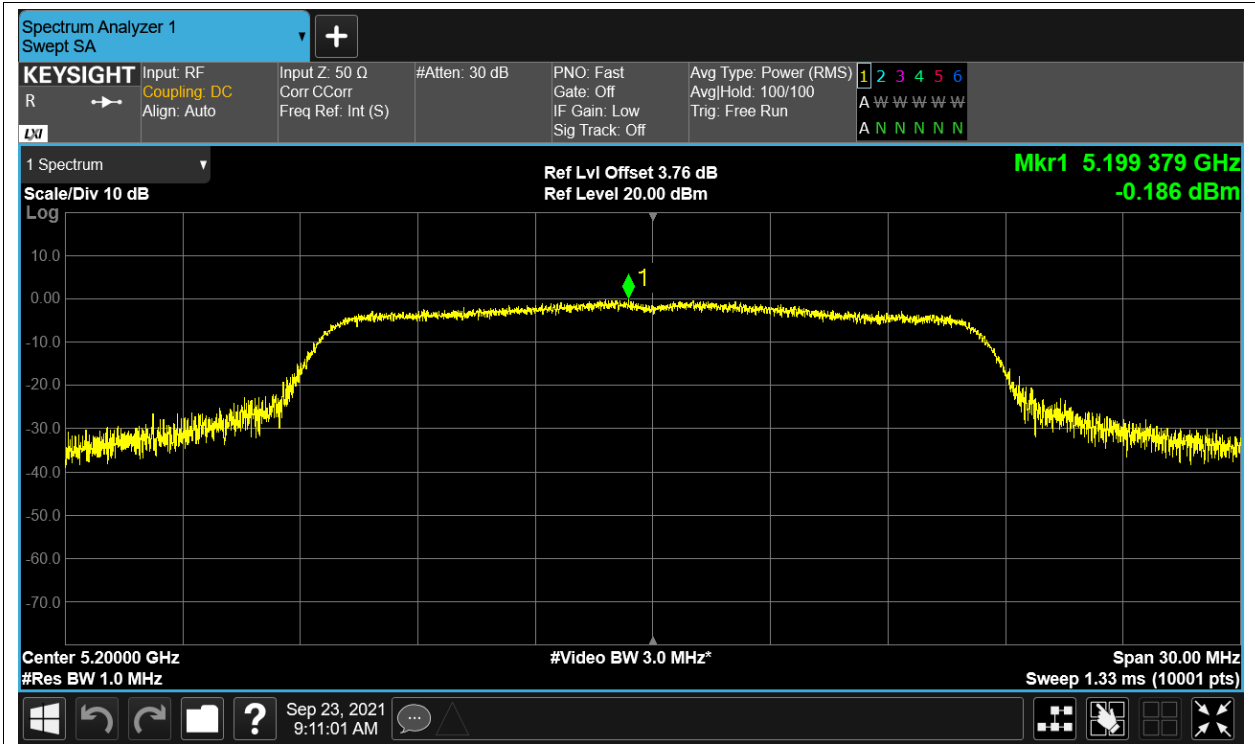 Spectrum Analyzer 1
Swept SA
KEYSIGHT
R
LXI
Input: RF
Coupling: DC
Align: Auto
Input Z: 50 Ω
Corr CCorr
Freq Ref: Int (S)
#Atten: 30 dB
PNO: Fast
Gate: Off
IF Gain: Low
Sig Track: Off
Avg Type: Power (RMS)
Avg|Hold: 100/100
Trig: Free Run
1 2 3 4 5 6
A W W W W W
A N N N N N
1 Spectrum
Scale/Div 10 dB
Log
Ref Lvl Offset 3.76 dB
Ref Level 20.00 dBm
Mkr1 5.199 379 GHz
-0.186 dBm
1
10.0
0.00
-10.0
-20.0
-30.0
-40.0
-50.0
-60.0
-70.0
Center 5.20000 GHz
#Res BW 1.0 MHz
#Video BW 3.0 MHz*
Span 30.00 MHz
Sweep 1.33 ms (10001 pts)
?
Sep 23, 2021
9:11:01 AM